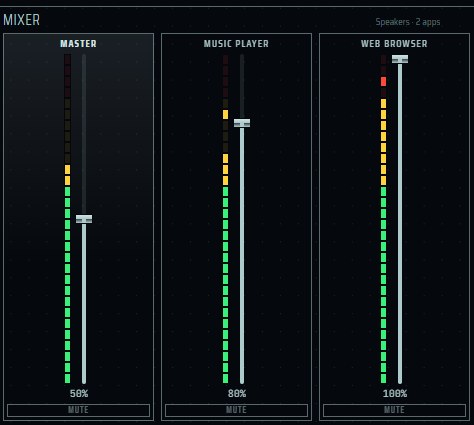 MIXER
Speakers · 2 apps
MASTER
MUSIC PLAYER
WEB BROWSER
50%
80%
100%
MUTE
MUTE
MUTE